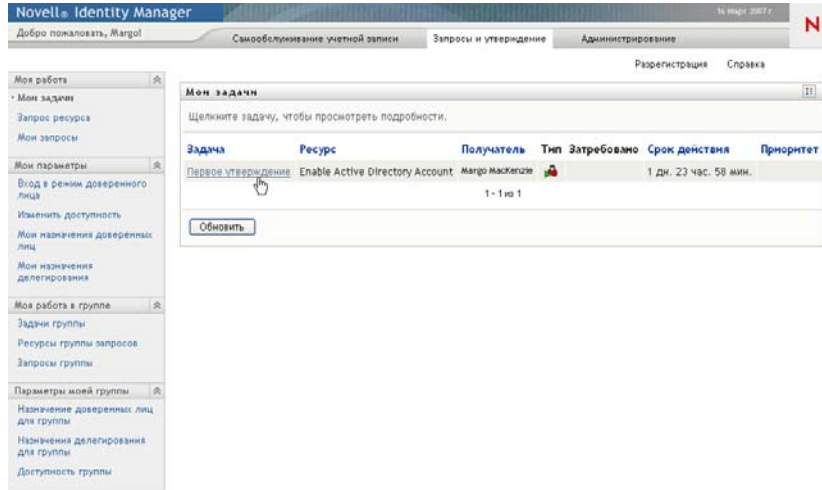 Novell® Identity Manager
14 Март 2007 г
Добро пожаловать, Margo!
Самообслуживание учетной записи
Запросы и утверждение
Администрирование
N
Разрегистрация
Справка
Моя работа
Мои задачи
Запрос ресурса
Мои запросы
Мои параметры
Вход в режим доверенного
лица
Изменить доступность
Мои назначения доверенных
лиц
Мои назначения
делегирования
Моя работа в группе
Задачи группы
Ресурсы группы запросов
Запросы группы
Параметры моей группы
Назначение доверенных лиц
для группы
Назначения делегирования
для группы
Доступность группы
Мои задачи
Щелкните задачу, чтобы просмотреть подробности.
Задача Ресурс Получатель Тип Затребовано Срок действия Приоритет
Первое утверждение Enable Active Directory Account Margo MacKenzie 1 дн. 23 час. 58 мин.
1 - 1 из 1
Обновить